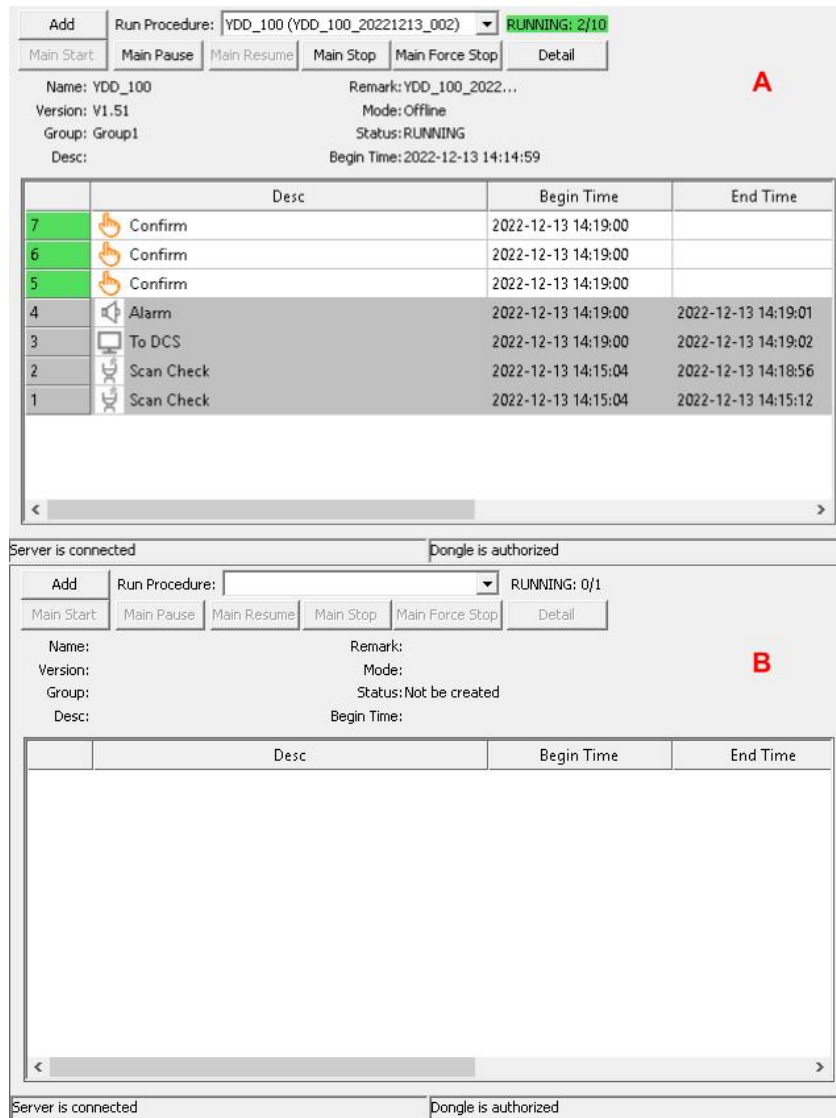 Add Run Procedure: YDD_100 (YDD_100_20221213_002) RUNNING: 2/10
Main Start Main Pause Main Resume Main Stop Main Force Stop Detail
A
Name: YDD_100 Remark: YDD_100_2022...
Version: V1.51 Mode: Offline
Group: Group1 Status: RUNNING
Desc: Begin Time: 2022-12-13 14:14:59
Desc Begin Time End Time
7 Confirm 2022-12-13 14:19:00
6 Confirm 2022-12-13 14:19:00
5 Confirm 2022-12-13 14:19:00
4 Alarm 2022-12-13 14:19:00 2022-12-13 14:19:01
3 To DCS 2022-12-13 14:19:00 2022-12-13 14:19:02
2 Scan Check 2022-12-13 14:15:04 2022-12-13 14:18:56
1 Scan Check 2022-12-13 14:15:04 2022-12-13 14:15:12
Server is connected Dongle is authorized
Add Run Procedure: RUNNING: 0/1
Main Start Main Pause Main Resume Main Stop Main Force Stop Detail
Name: Remark:
B
Version: Mode:
Group: Status: Not be created
Desc: Begin Time:
Desc Begin Time End Time
Server is connected Dongle is authorized